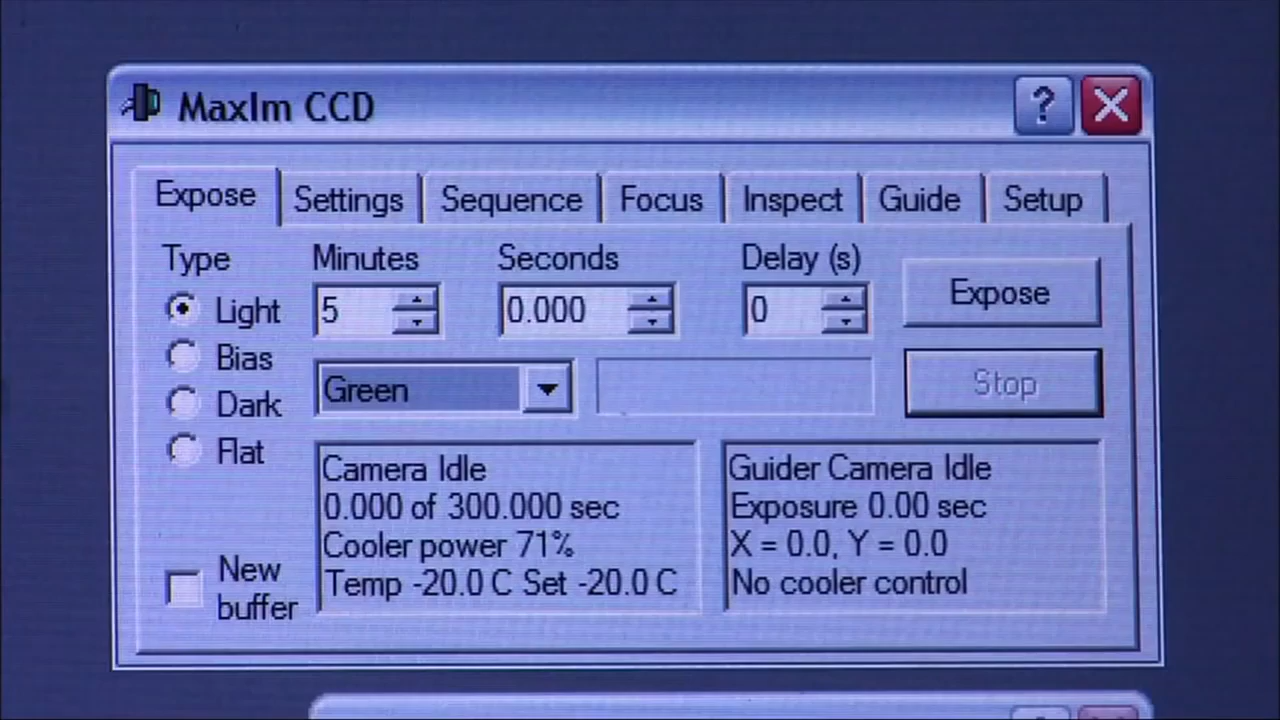 MaxIm CCD
?
Expose Settings Sequence Focus Inspect Guide Setup
Type Minutes Seconds Delay (s)
Light 5 0.000 0 Expose
Bias
Green Stop
Dark
Flat
Camera Idle
0.000 of 300.000 sec
Cooler power 71%
Temp -20.0 C Set -20.0 C
Guider Camera Idle
Exposure 0.00 sec
X = 0.0, Y = 0.0
No cooler control
New
buffer